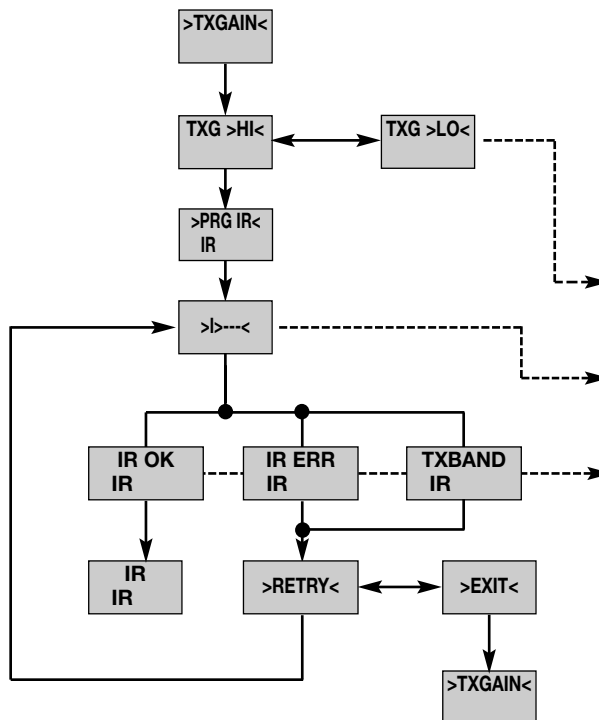 >TXGAIN<
TXG >HI<
TXG >LO<
>PRG IR<
IR
>I>---<
IR OK
IR
IR ERR
IR
TXBAND
IR
IR
IR
>RETRY<
>EXIT<
>TXGAIN<